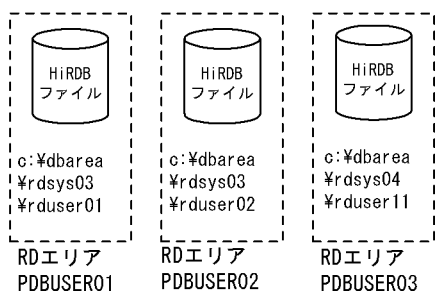 HiRDB
ファイル
c:¥dbarea
¥rdsys03
¥rduser01
RDエリア
PDBUSER01
HiRDB
ファイル
c:¥dbarea
¥rdsys03
¥rduser02
RDエリア
PDBUSER02
HiRDB
ファイル
c:¥dbarea
¥rdsys04
¥rduser11
RDエリア
PDBUSER03